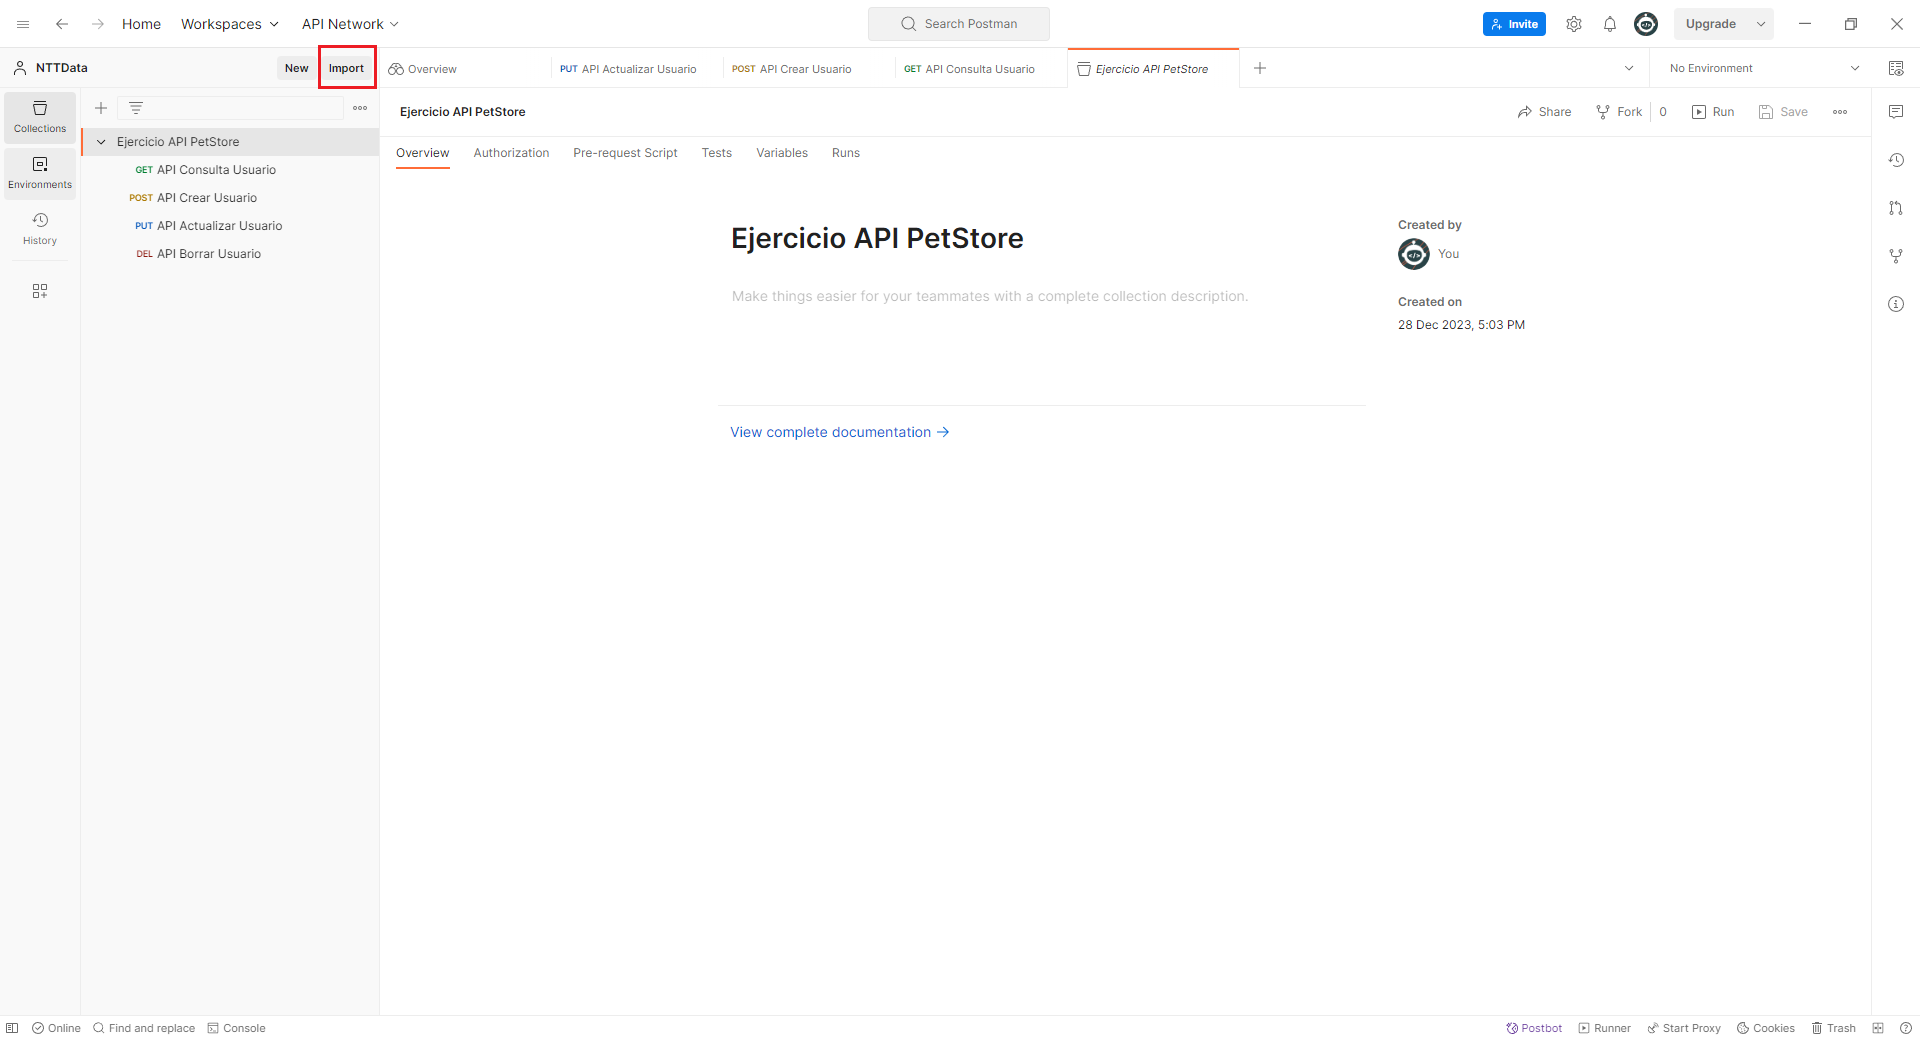 Home
Workspaces
API Network
Search Postman
Invite
Upgrade
NTTData
New
Import
Overview
PUT API Actualizar Usuario
POST API Crear Usuario
GET API Consulta Usuario
Ejercicio API PetStore
No Environment
Collections
Environments
History
Ejercicio API PetStore
GET API Consulta Usuario
POST API Crear Usuario
PUT API Actualizar Usuario
DEL API Borrar Usuario
Ejercicio API PetStore
Share
Fork
0
Run
Save
Overview
Authorization
Pre-request Script
Tests
Variables
Runs
Ejercicio API PetStore
Make things easier for your teammates with a complete collection description.
View complete documentation →
Created by
You
Created on
28 Dec 2023, 5:03 PM
Online
Find and replace
Console
Postbot
Runner
Start Proxy
Cookies
Trash